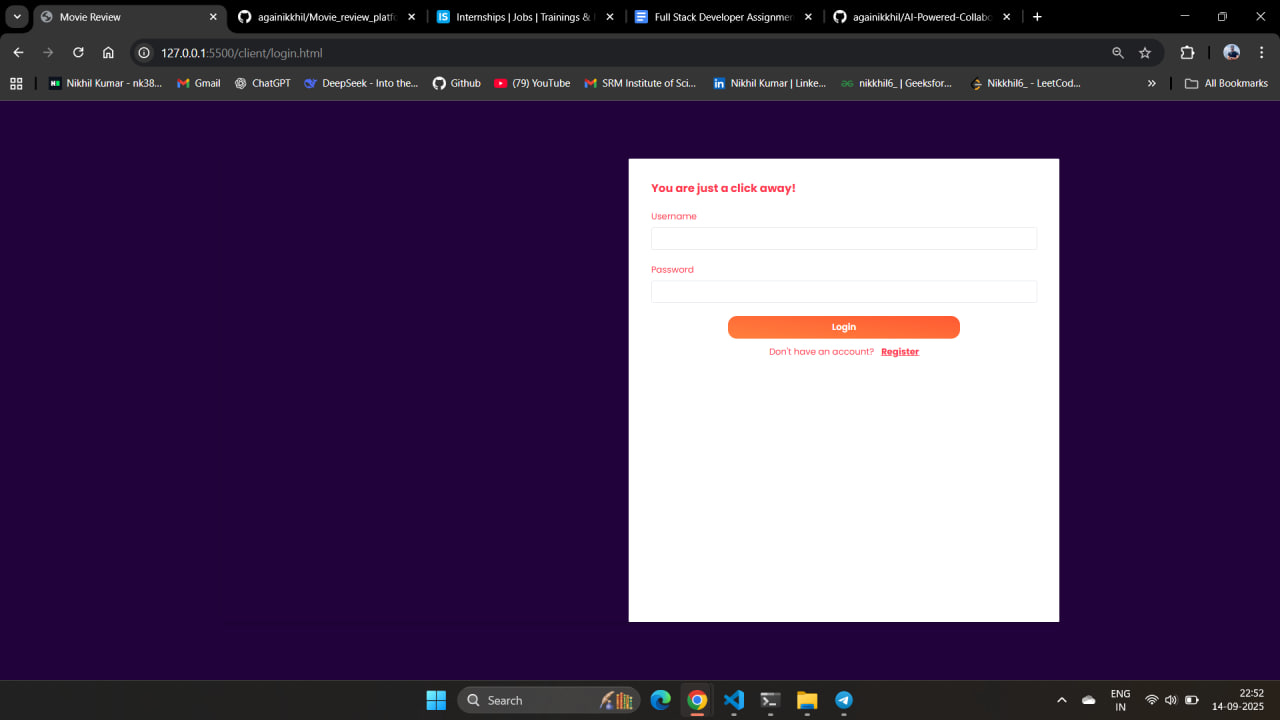 Movie Review
againikkhil/Movie_review_platfo
Internships | Jobs | Trainings &
Full Stack Developer Assignmen
againikkhil/AI-Powered-Collabo
127.0.0.1:5500/client/login.html
Nikhil Kumar - nk38...
Gmail
ChatGPT
DeepSeek - Into the...
Github
(79) YouTube
SRM Institute of Sci...
Nikhil Kumar | Linke...
nikkhil6_ | Geeksfor...
Nikkhil6_ - LeetCod...
All Bookmarks
You are just a click away!
Username
Password
Login
Don't have an account? Register
Search
ENG
IN
22:52
14-09-2025